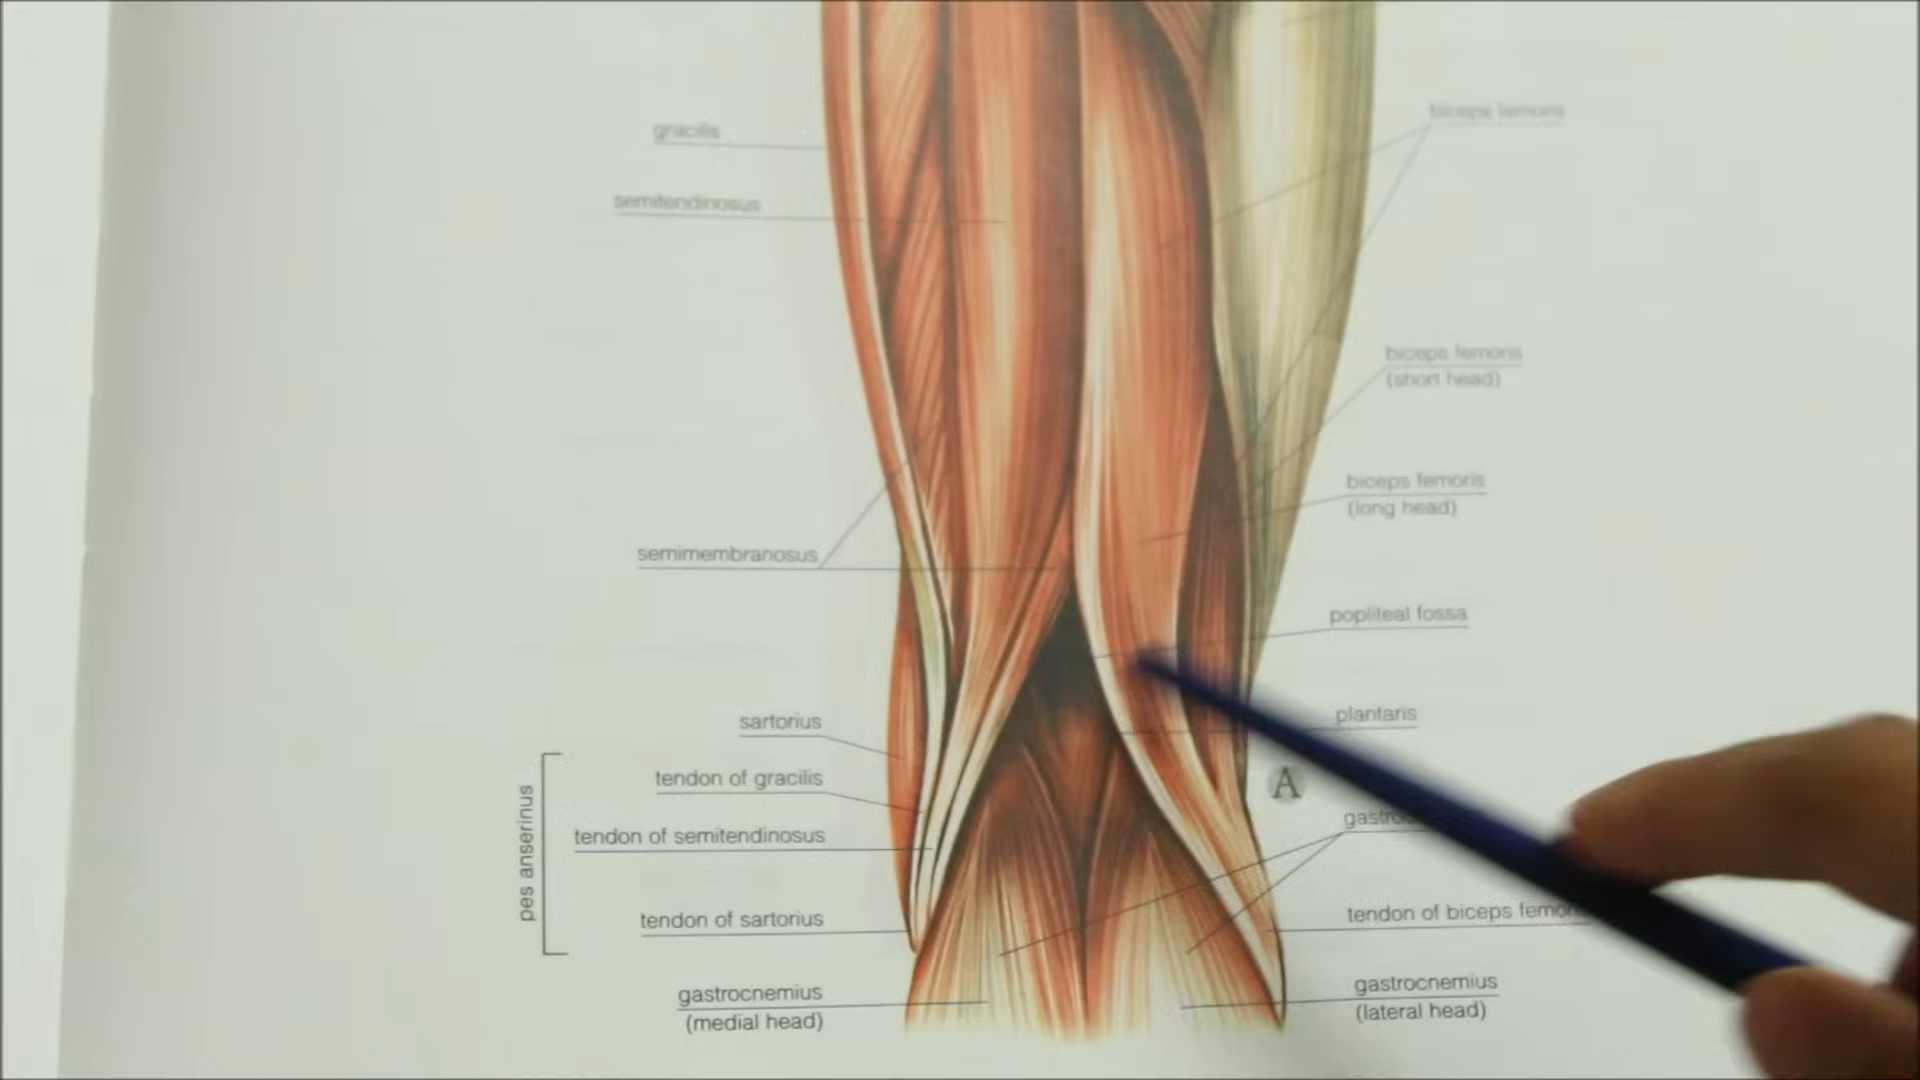 gracilis
semitendinosus
semimembranosus
sartorius
pes anserinus
tendon of gracilis
tendon of semitendinosus
tendon of sartorius
gastrocnemius
(medial head)
biceps femoris
biceps femoris
(short head)
biceps femoris
(long head)
popliteal fossa
plantaris
A
tendon of biceps
gastrocnemius
(lateral head)